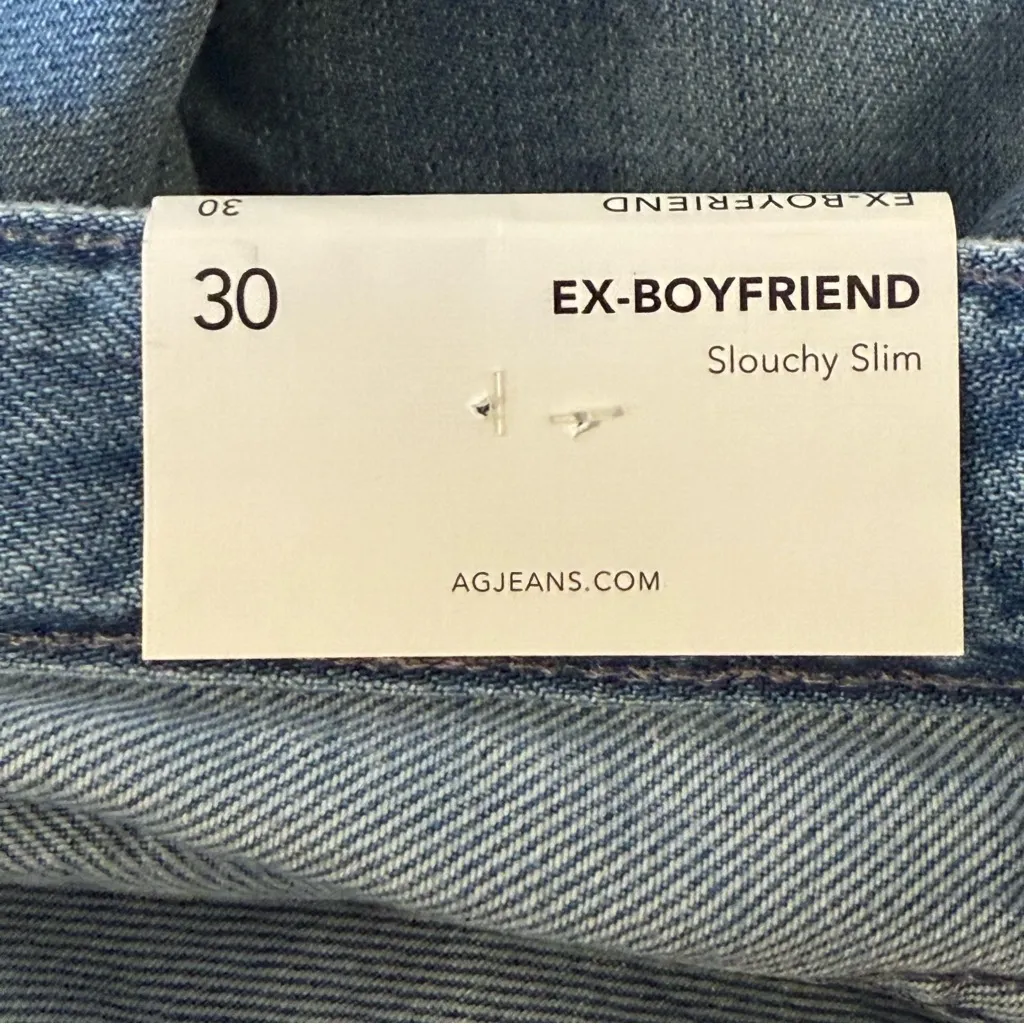 30 EX-BOYFRIEND
30 EX-BOYFRIEND
Slouchy Slim
AGJEANS.COM